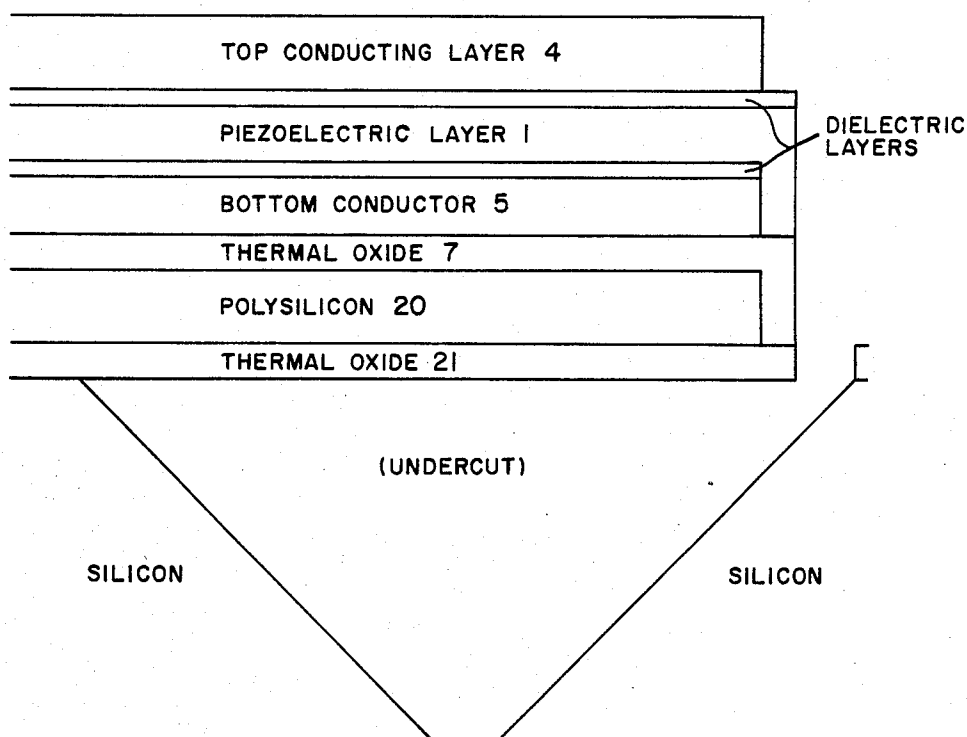 TOP CONDUCTING LAYER 4
PIEZOELECTRIC LAYER 1
DIELECTRIC
LAYERS
BOTTOM CONDUCTOR 5
THERMAL OXIDE 7
POLYSILICON 20
THERMAL OXIDE 21
(UNDERCUT)
SILICON
SILICON